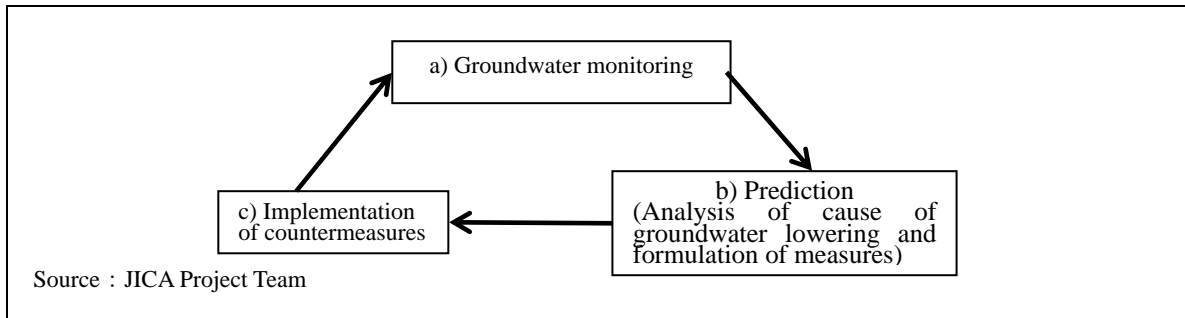 a) Groundwater monitoring
b) Prediction
(Analysis of cause of
groundwater lowering and
formulation of measures)
c) Implementation
of countermeasures
Source : JICA Project Team